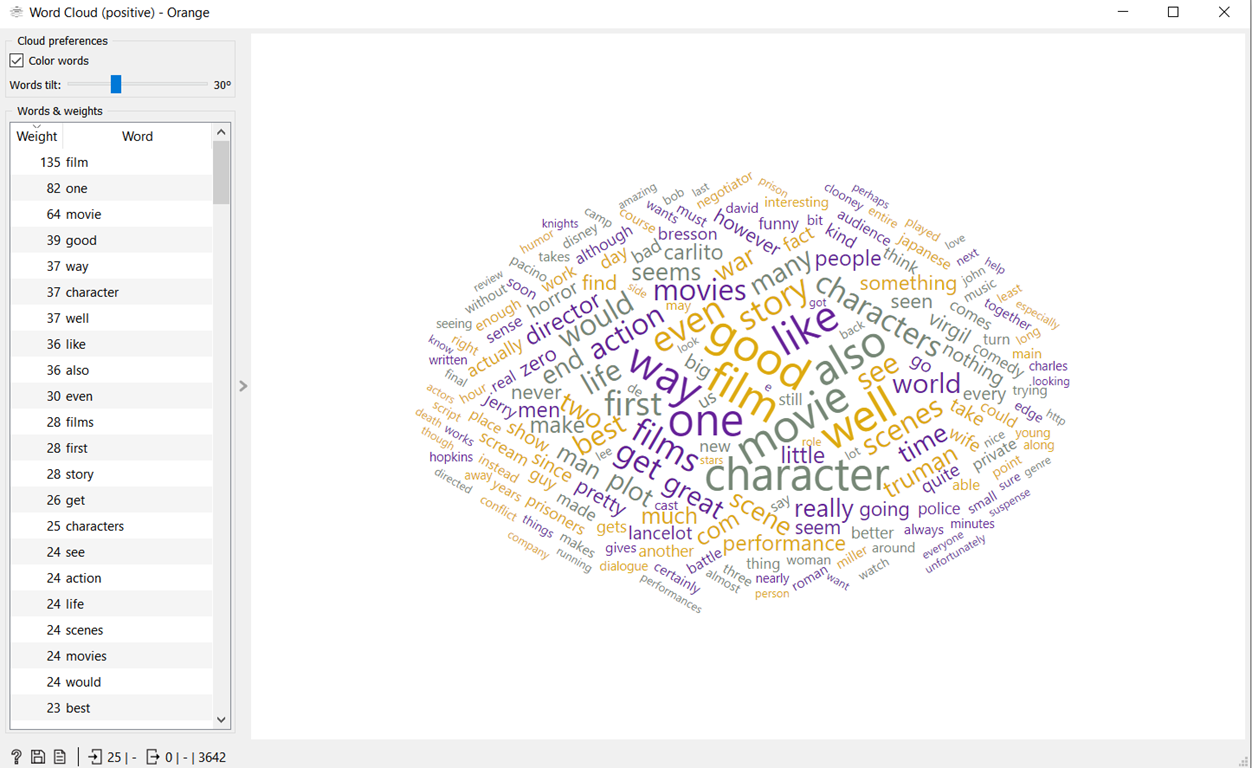 Word Cloud (positive) - Orange
Cloud preferences
Color words
Words tilt: 30º
Words & weights
Weight Word
135 film
82 one
64 movie
39 good
37 way
37 character
37 well
36 like
36 also
30 even
28 films
28 first
28 story
26 get
25 characters
24 see
24 action
24 life
24 scenes
24 movies
24 would
23 best
? 25 | - 0 | - | 3642
amazing
bob
last
negotiator
prison
clooney
perhaps
knights
camp
course
wants
must
david
interesting
entire
played
humor
disney
although
bresson
however
funny
bit
audience
japanese
love
takes
day
bad
carlito
fact
kind
think
next
help
pacino
work
find
seems
war
many
people
something
john
review
without
soon
horror
side
movies
story
got
characters
seen
music
least
seeing
enough
sense
director
would
may
even
like
back
virgil
comes
together
especially
know
right
actually
zero
action
look
good
also
nothing
turn
long
written
real
end
life
big
way
film
e
see
go
comedy
main
final
hour
never
de
us
still
movie
world
every
trying
charles
looking
actors
jerry
men
two
first
one
well
scenes
take
could
edge
http
script
place
make
best
films
new
role
little
lot
time
wife
nice
young
death
works
show
lee
get
stars
character
truman
private
along
though
scream
since
man
great
quite
able
point
genre
hopkins
instead
guy
plot
cast
scene
say
really
going
police
small
sure
suspense
directed
away
years
made
pretty
much
com
seem
better
always
minutes
conflict
prisoners
gets
lancelot
performance
around
everyone
things
makes
gives
another
battle
thing
woman
miller
unfortunately
company
running
dialogue
certainly
three
nearly
roman
want
watch
performances
almost
person